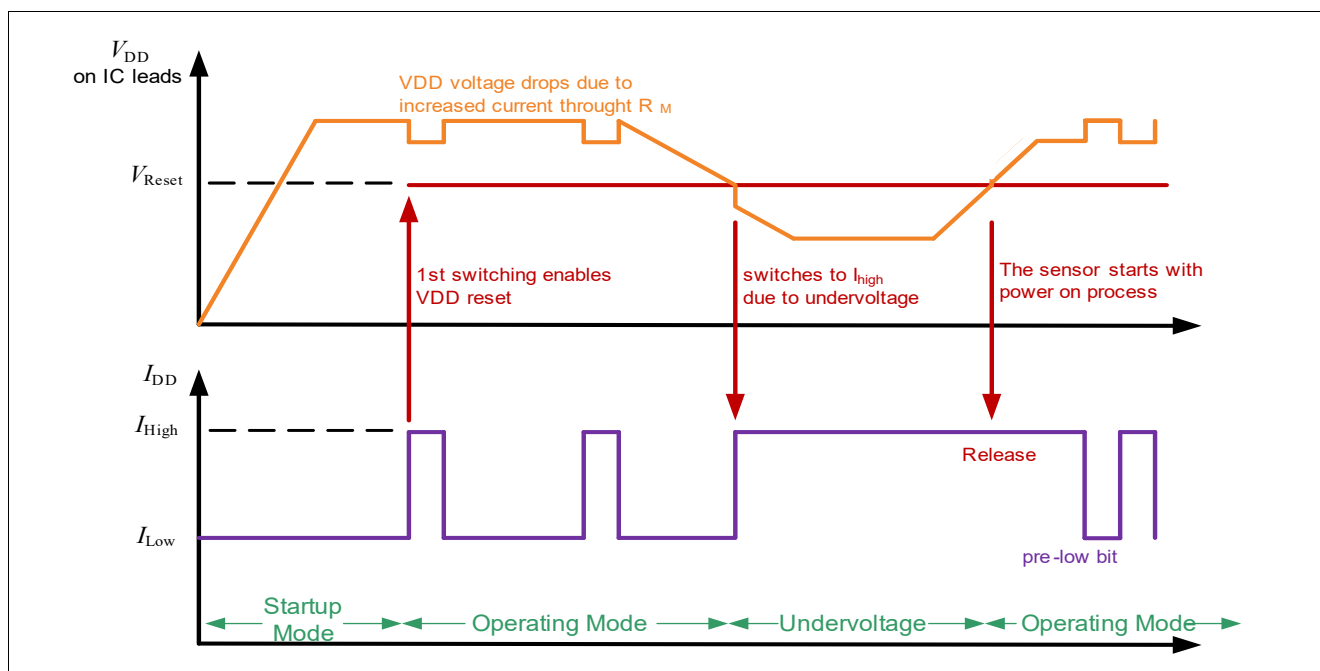 VDD
on IC leads
VDD voltage drops due to
increased current throught R M
VReset
1st switching enables
VDD reset
switches to Ihigh
due to undervoltage
The sensor starts with
power on process
IDD
IHigh
Release
ILow
pre-low bit
Startup
Mode
Operating Mode
Undervoltage
Operating Mode